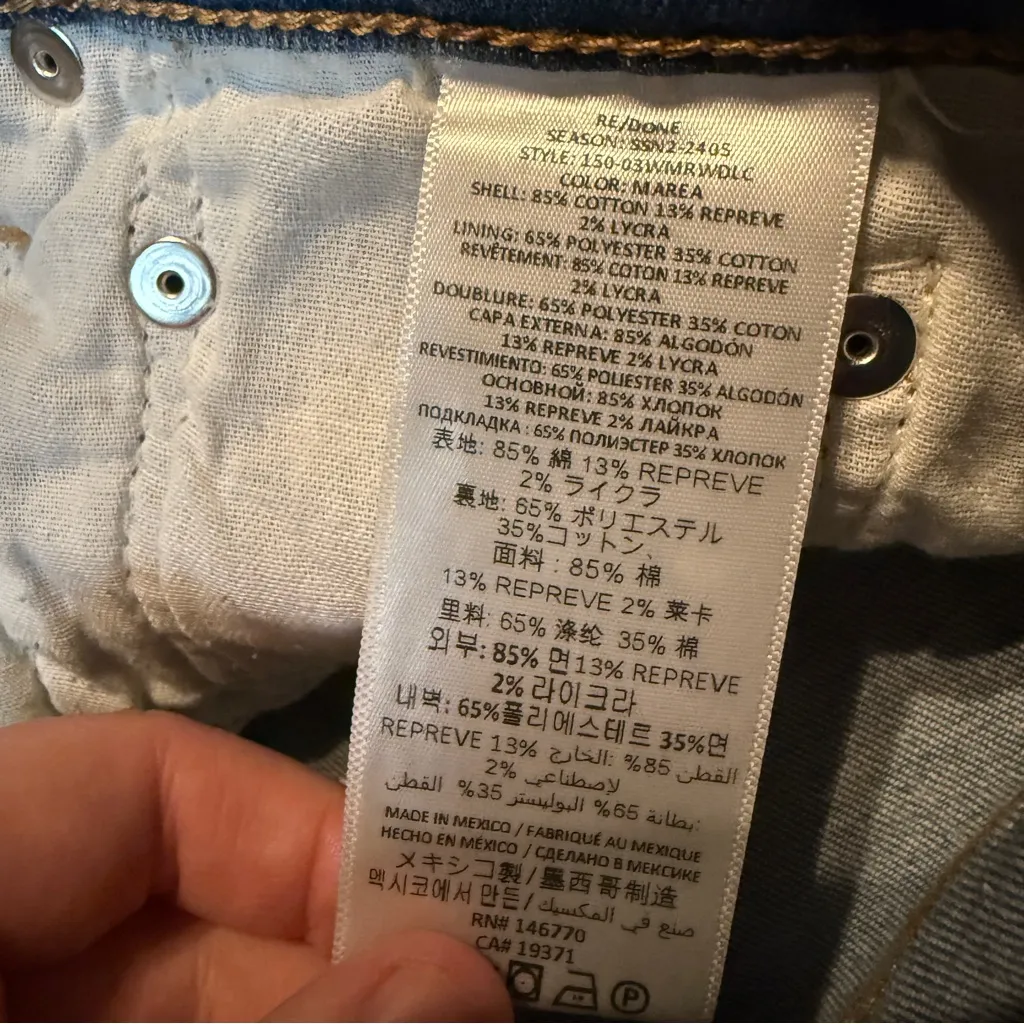 RE/DONE
SEASON: SSN2-2405
STYLE: 150-03WMRWDLC
COLOR: MAREA
SHELL: 85% COTTON 13% REPREVE
2% LYCRA
LINING: 65% POLYESTER 35% COTTON
REVÊTEMENT: 85% COTON 13% REPREVE
2% LYCRA
DOUBLURE: 65% POLYESTER 35% COTON
CAPA EXTERNA: 85% ALGODÓN
13% REPREVE 2% LYCRA
REVESTIMIENTO: 65% POLIESTER 35% ALGODÓN
ОСНОВНОЙ: 85% ХЛОПОК
13% REPREVE 2% ЛАЙКРА
ПОДКЛАДКА : 65% ПОЛИЭСТЕР 35% ХЛОПОК
表地: 85% 綿 13% REPREVE
2% ライクラ
裏地: 65% ポリエステル
35%コットン、
面料 : 85% 棉
13% REPREVE 2% 莱卡
里料: 65% 涤纶 35% 棉
외부: 85% 면13% REPREVE
2% 라이크라
내벽: 65%폴리에스테르 35%면
REPREVE 13% القطن 85% :الخارج
لإصطناعي 2%
:بطانة 65% البوليستر 35% القطن
MADE IN MEXICO / FABRIQUÉ AU MEXIQUE
HECHO EN MÉXICO / СДЕЛАНО В МЕКСИКЕ
メキシコ製 / 墨西哥制造
멕시코에서 만든 / صنع في المكسيك
RN# 146770
CA# 19371
P